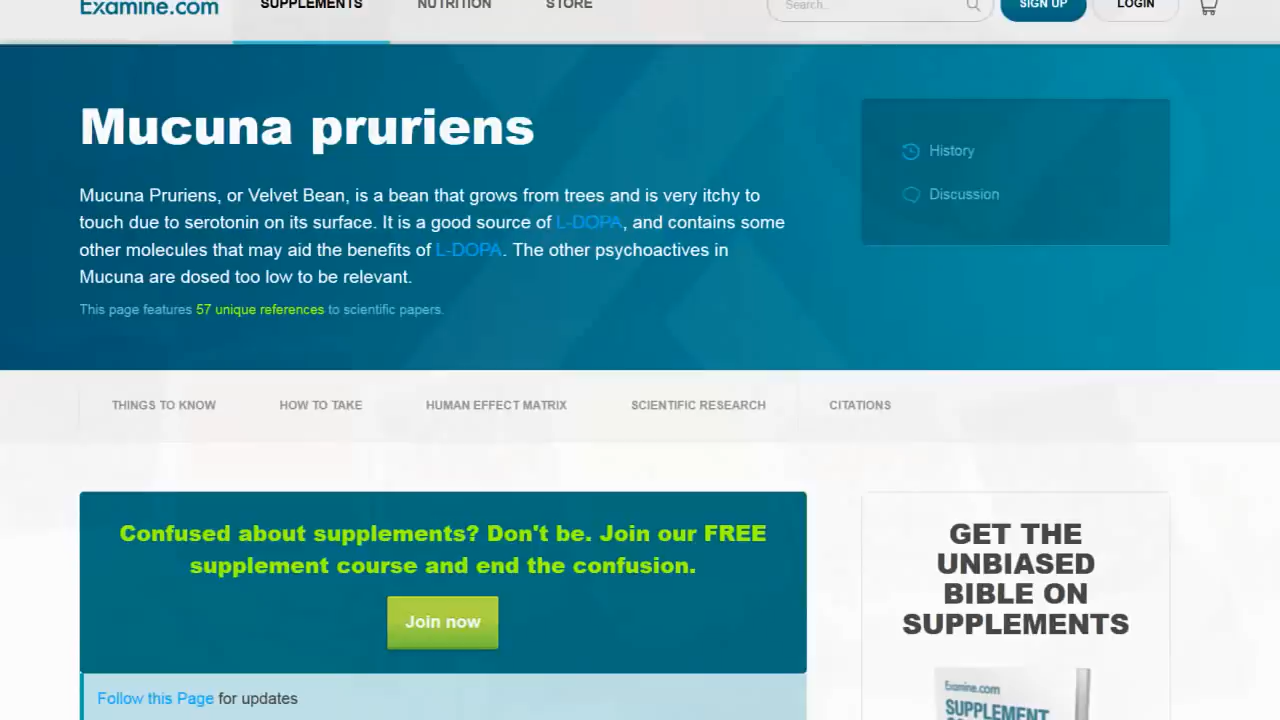 Examine.com
SUPPLEMENTS
NUTRITION
STORE
Search..
SIGN UP
LOGIN
Mucuna pruriens
Mucuna Pruriens, or Velvet Bean, is a bean that grows from trees and is very itchy to
touch due to serotonin on its surface. It is a good source of L-DOPA, and contains some
other molecules that may aid the benefits of L-DOPA. The other psychoactives in
Mucuna are dosed too low to be relevant.
This page features 57 unique references to scientific papers.
History
Discussion
THINGS TO KNOW
HOW TO TAKE
HUMAN EFFECT MATRIX
SCIENTIFIC RESEARCH
CITATIONS
Confused about supplements? Don't be. Join our FREE
supplement course and end the confusion.
Join now
Follow this Page for updates
GET THE
UNBIASED
BIBLE ON
SUPPLEMENTS
Examine.com
SUPPLEMENT